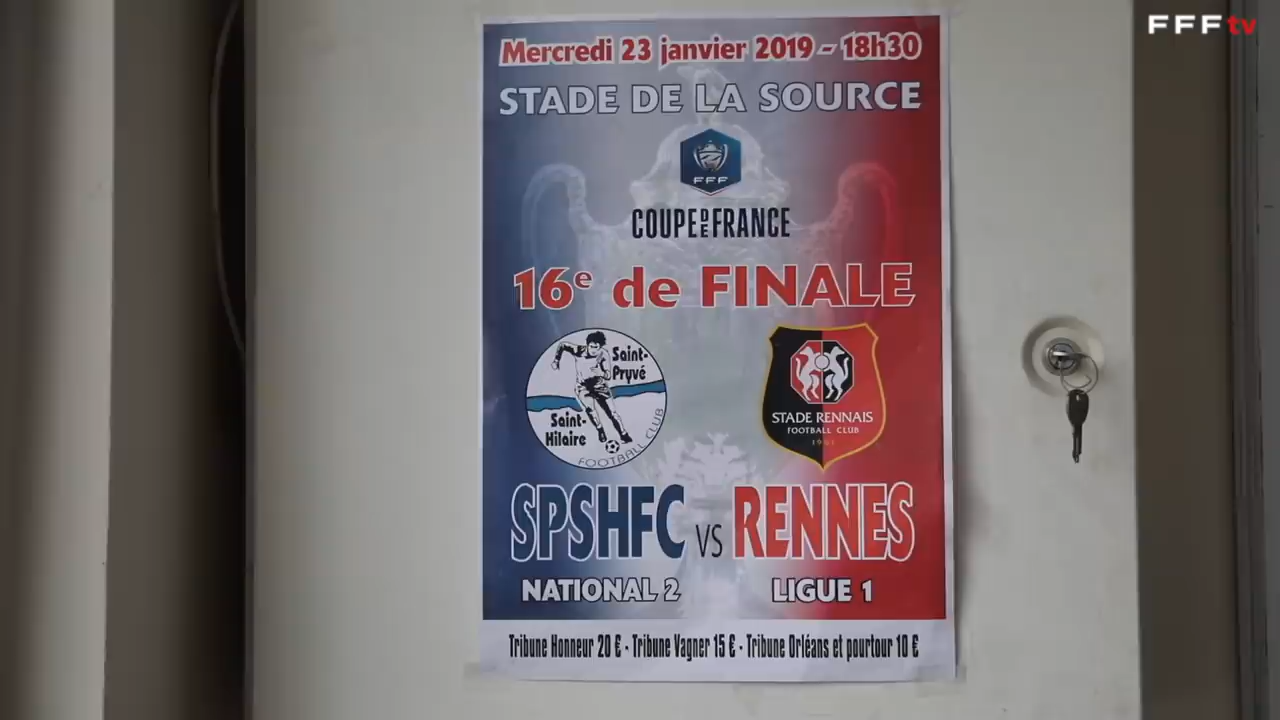 FFFtv
Mercredi 23 janvier 2019 - 18h30
STADE DE LA SOURCE
FFF
COUPE DE FRANCE
16e de FINALE
Saint-
Pryvé
Saint-
Hilaire
FOOTBALL CLUB
STADE RENNAIS
FOOTBALL CLUB
1901
SPSHFC vs RENNES
NATIONAL 2 LIGUE 1
Tribune Honneur 20 € - Tribune Vagner 15 € - Tribune Orléans et pourtour 10 €